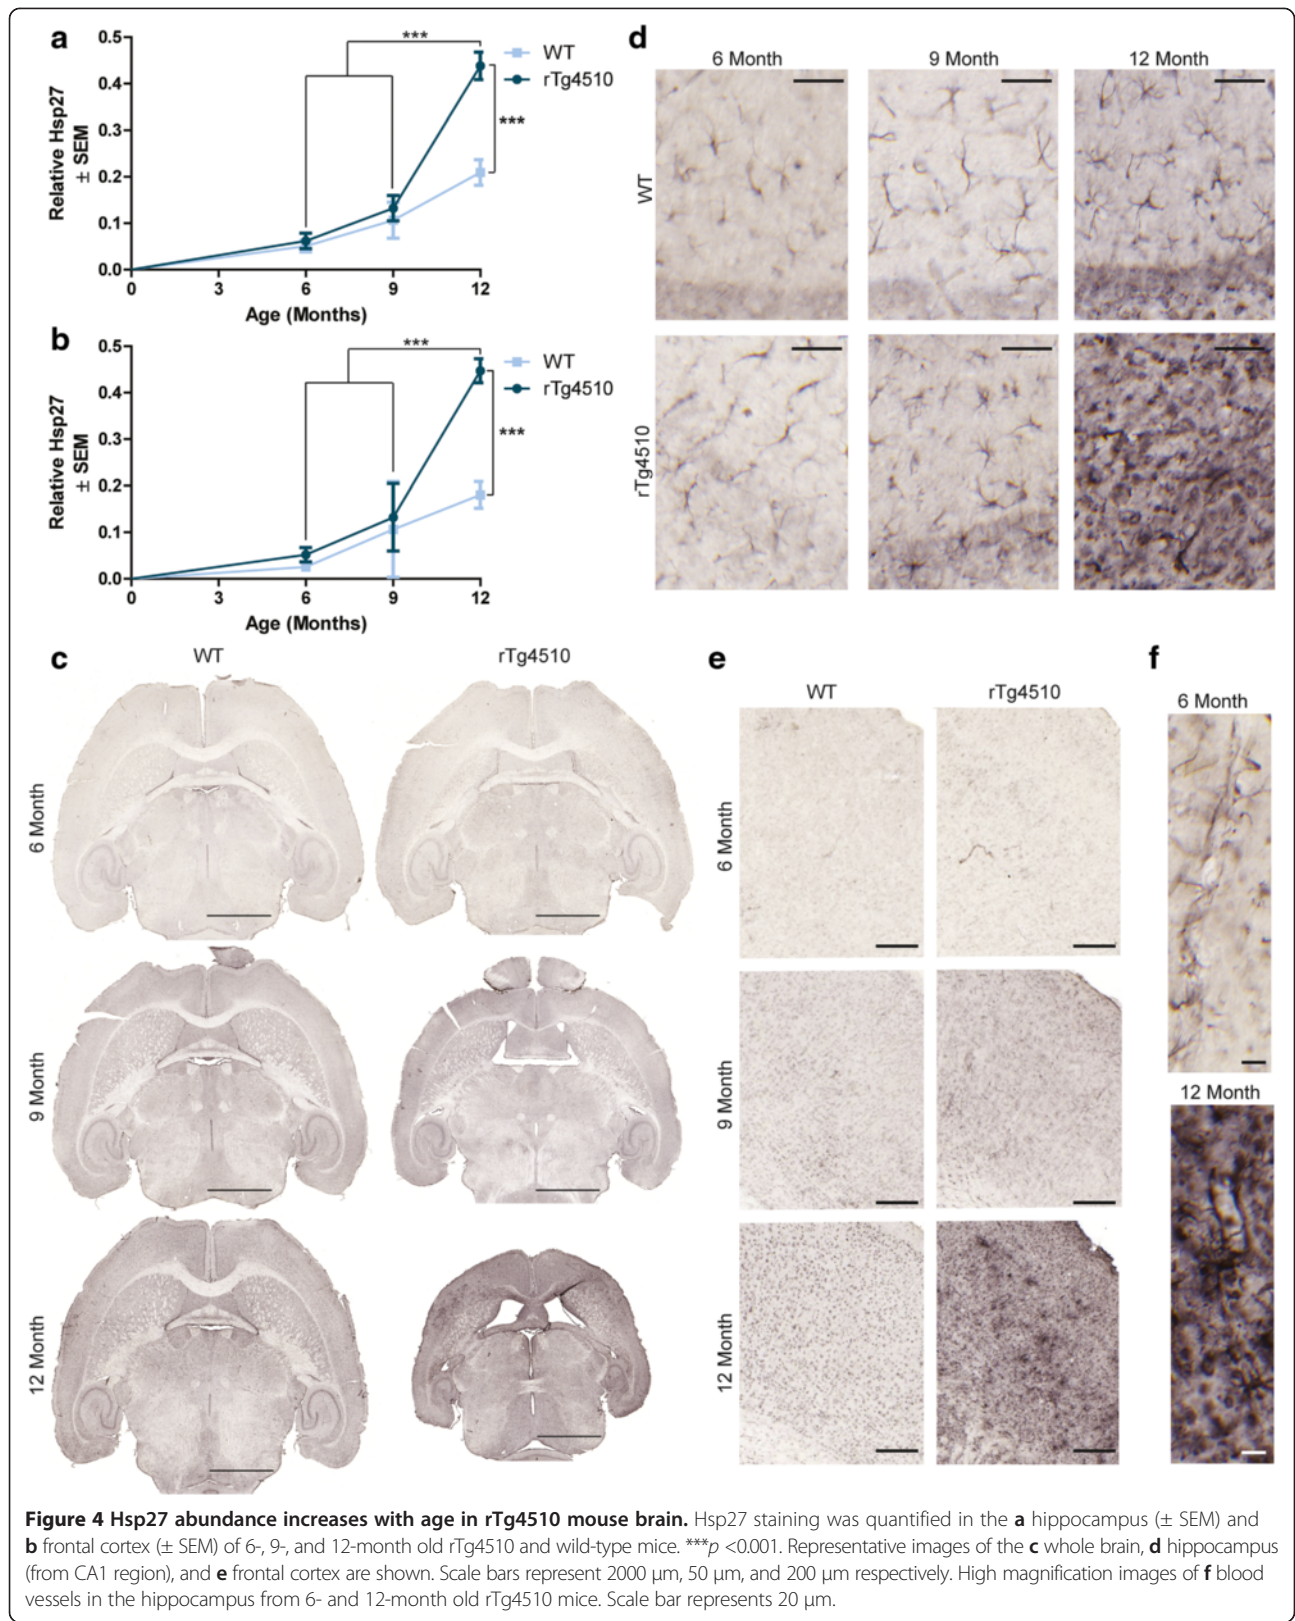 a
0.5
0.4
0.3
0.2
0.1
0.0
Relative Hsp27
± SEM
0 3 6 9 12
Age (Months)
***
***
WT
rTg4510
b
0.5
0.4
0.3
0.2
0.1
0.0
Relative Hsp27
± SEM
0 3 6 9 12
Age (Months)
***
***
WT
rTg4510
d
6 Month 9 Month 12 Month
WT
rTg4510
c
WT rTg4510
6 Month
9 Month
12 Month
e
WT rTg4510
6 Month
9 Month
12 Month
f
6 Month
12 Month
Figure 4 Hsp27 abundance increases with age in rTg4510 mouse brain. Hsp27 staining was quantified in the a hippocampus (± SEM) and
b frontal cortex (± SEM) of 6-, 9-, and 12-month old rTg4510 and wild-type mice. ***p <0.001. Representative images of the c whole brain, d hippocampus
(from CA1 region), and e frontal cortex are shown. Scale bars represent 2000 μm, 50 μm, and 200 μm respectively. High magnification images of f blood
vessels in the hippocampus from 6- and 12-month old rTg4510 mice. Scale bar represents 20 μm.